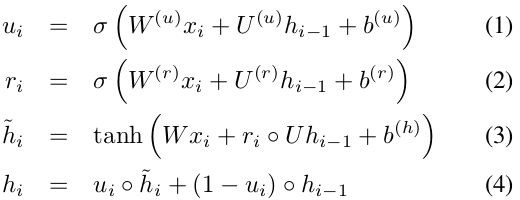 u_i = σ ( W^{(u)} x_i + U^{(u)} h_{i−1} + b^{(u)} ) (1)
r_i = σ ( W^{(r)} x_i + U^{(r)} h_{i−1} + b^{(r)} ) (2)
h̃_i = tanh ( W x_i + r_i ∘ U h_{i−1} + b^{(h)} ) (3)
h_i = u_i ∘ h̃_i + (1 − u_i) ∘ h_{i−1} (4)